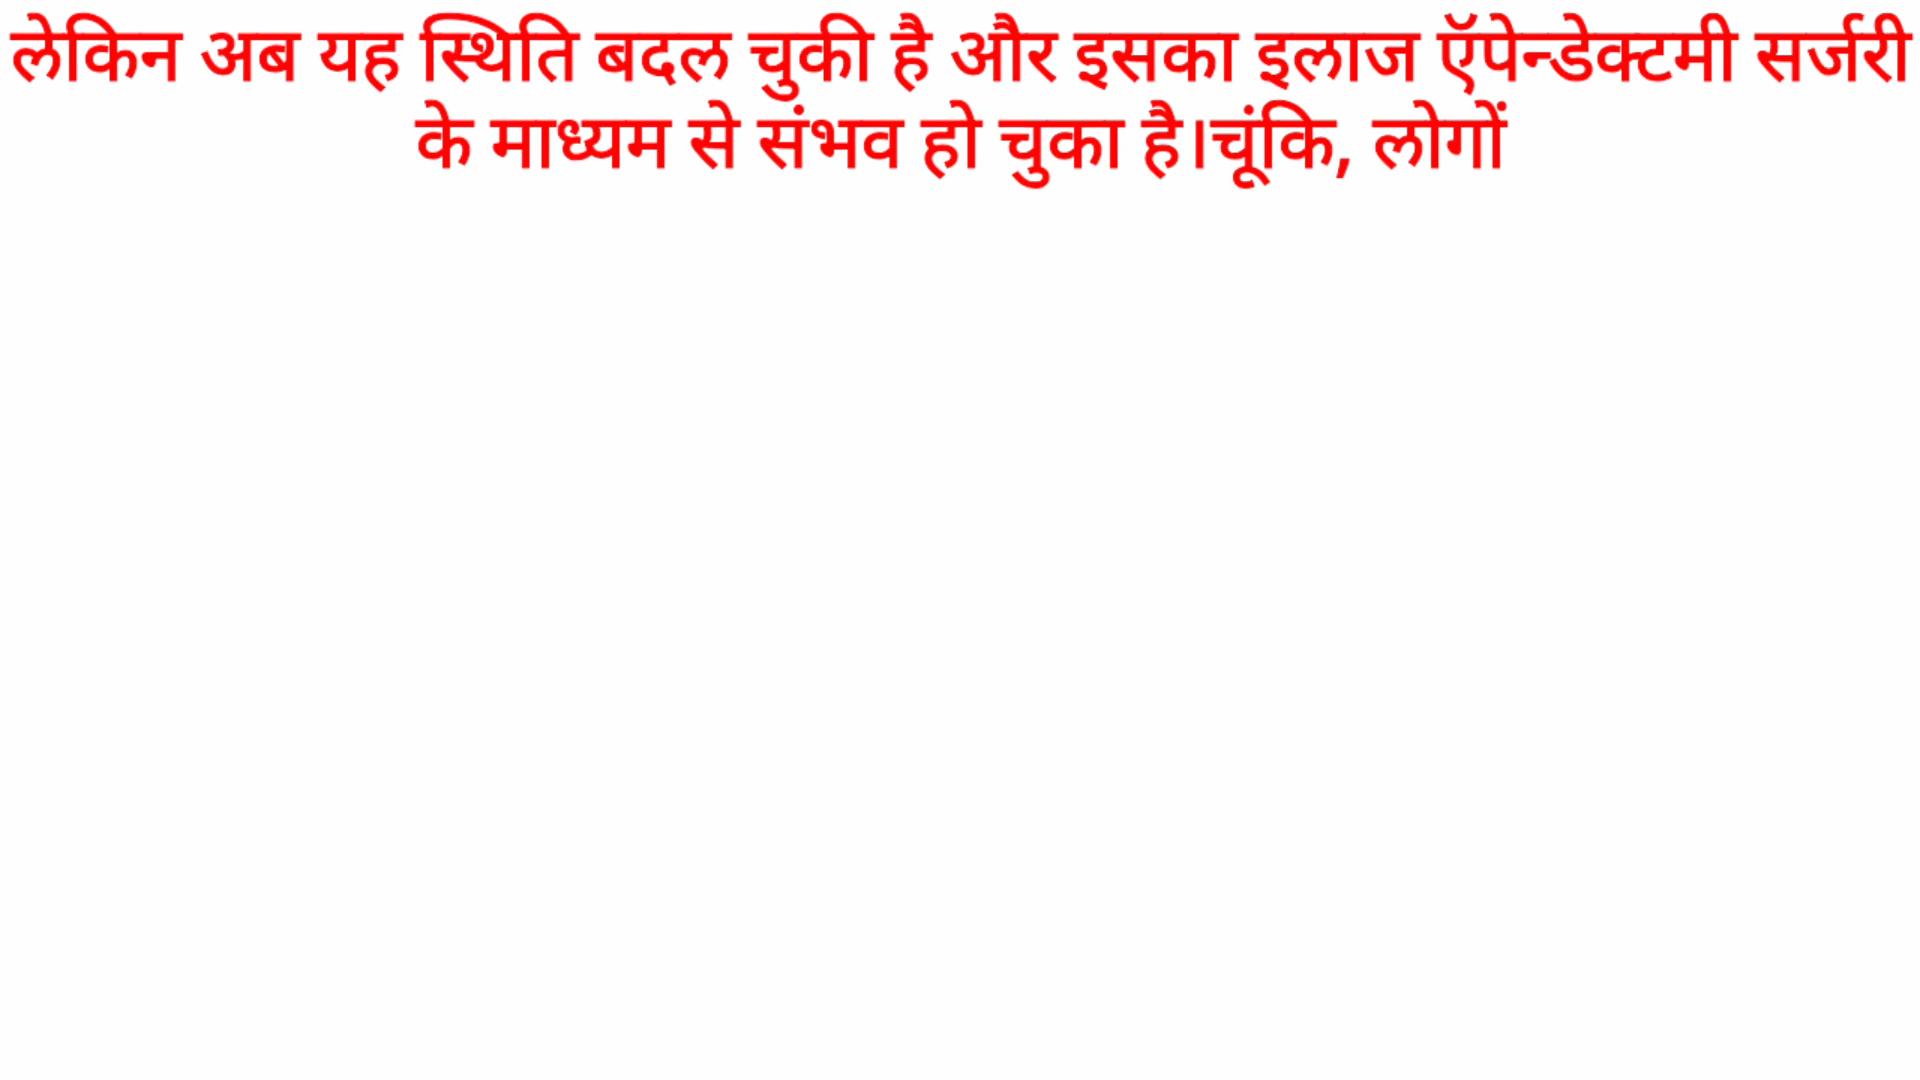 लेकिन अब यह स्थिति बदल चुकी है और इसका इलाज ऍपेन्डेक्टमी सर्जरी
के माध्यम से संभव हो चुका है।चूंकि, लोगों